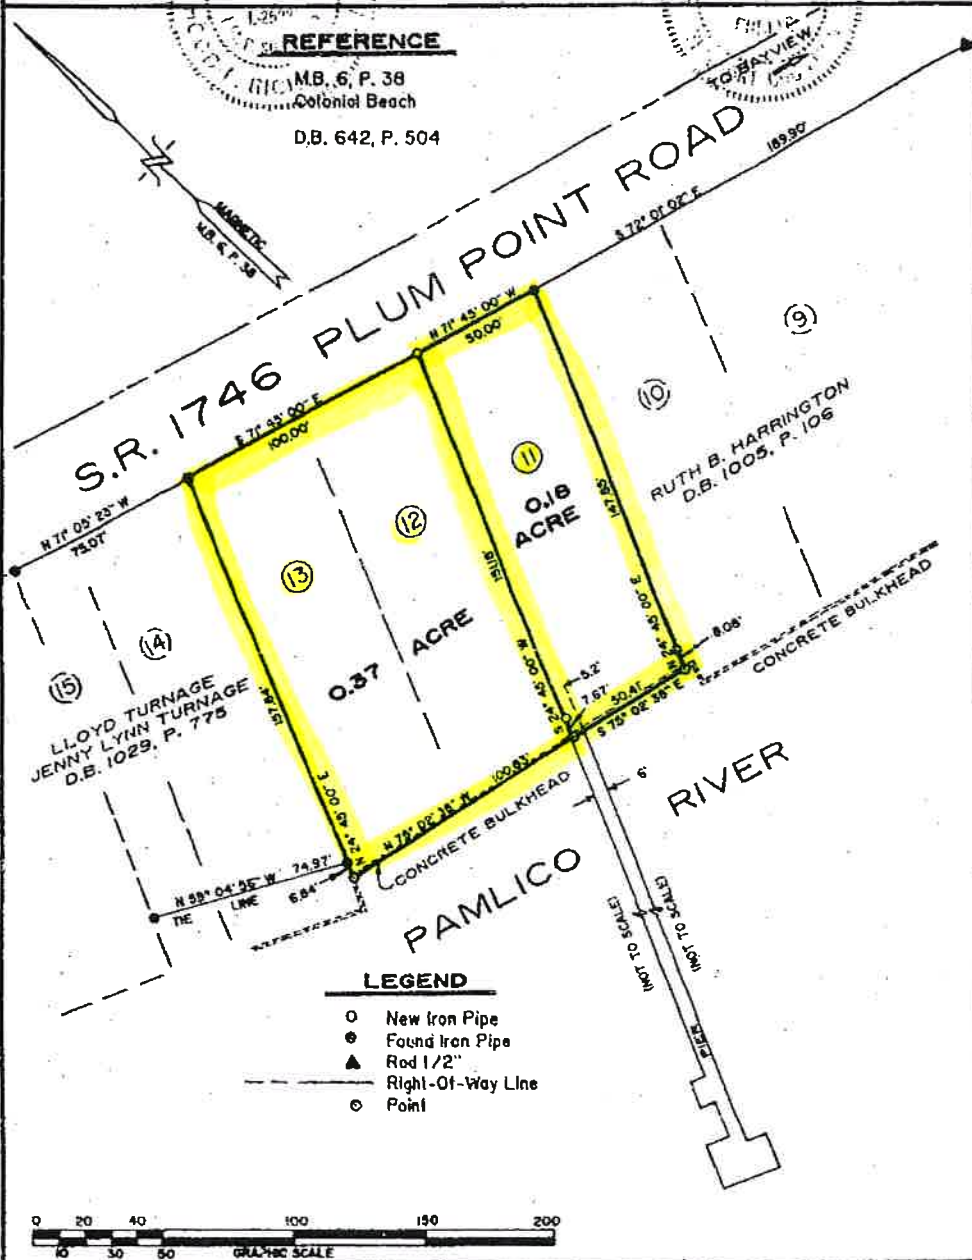 REFERENCE
M.B. 6, P. 38
Colonial Beach
D.B. 642, P. 504
TO BAYVIEW
MAGNETIC
M.B. 6, P. 38
S.R. 1746 PLUM POINT ROAD
189.90'
S 72° 01' 02" E
N 71° 45' 00" W
50.00'
S 71° 45' 00" E
100.00'
N 71° 05' 23" W
75.07'
9
10
11
12
13
14
15
RUTH B. HARRINGTON
D.B. 1005, P. 106
0.18
ACRE
147.85'
N 24° 45' 00" E
8.08'
CONCRETE BULKHEAD
151.18'
S 24° 45' 00" W
0.37 ACRE
5.2'
7.67'
50.41'
S 75° 02' 38" E
LLOYD TURNAGE
JENNY LYNN TURNAGE
D.B. 1029, P. 775
157.84'
N 24° 45' 00" E
100.83'
N 75° 02' 38" W
CONCRETE BULKHEAD
6'
PAMLICO RIVER
N 59° 04' 55" W 74.97'
TIE LINE
6.84'
(NOT TO SCALE)
(NOT TO SCALE)
PIER
LEGEND
New Iron Pipe
Found Iron Pipe
Rod 1/2"
Right-Of-Way Line
Point
0 20 40 100 150 200
10 30 50 GRAPHIC SCALE